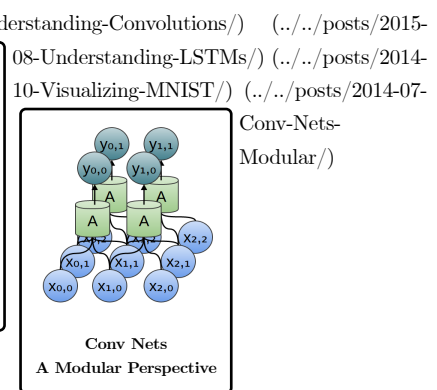 derstanding-Convolutions/) (../../posts/2015-
08-Understanding-LSTMs/) (../../posts/2014-
10-Visualizing-MNIST/) (../../posts/2014-07-
Conv-Nets-
Modular/)
y0,1 y1,1
y0,0 y1,0
A A
A A
x2,2
x0,1 x1,1 x2,1
x0,0 x1,0 x2,0
Conv Nets
A Modular Perspective